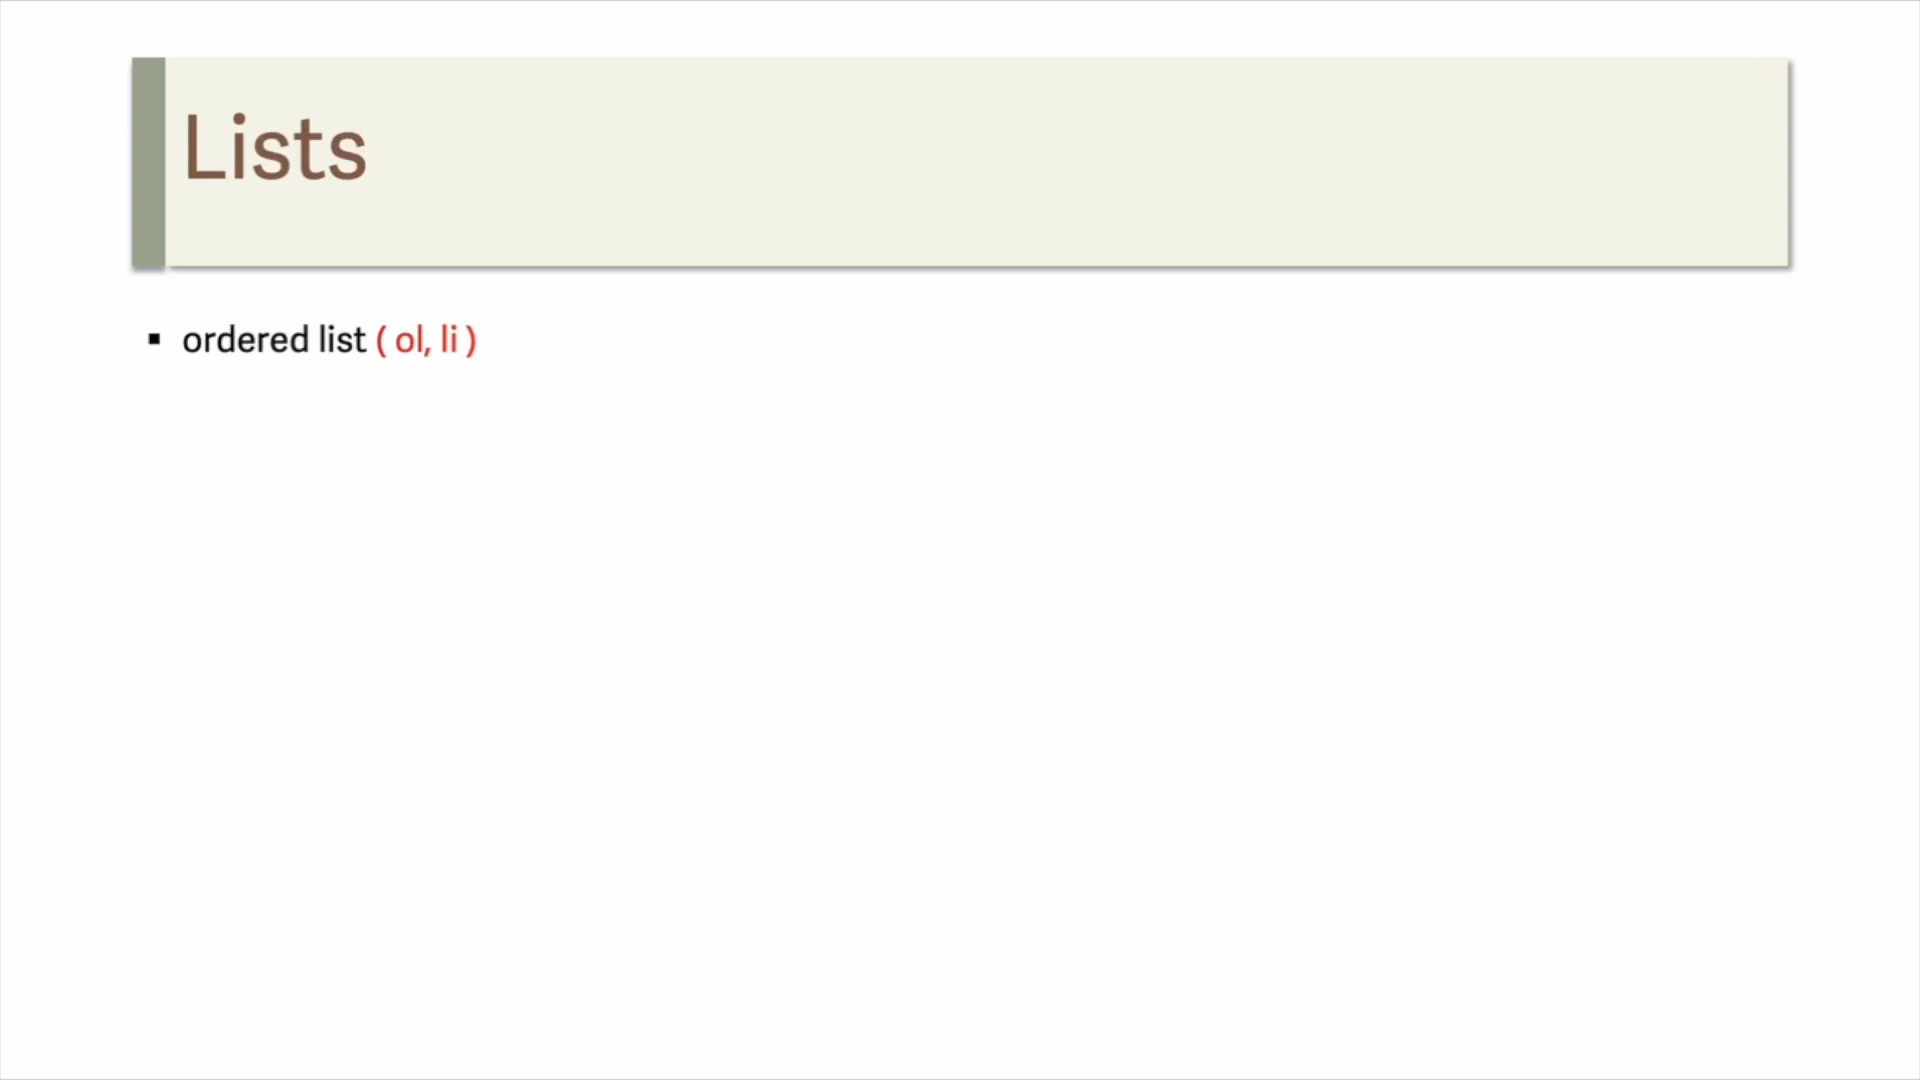 Lists
▪ ordered list ( ol, li )